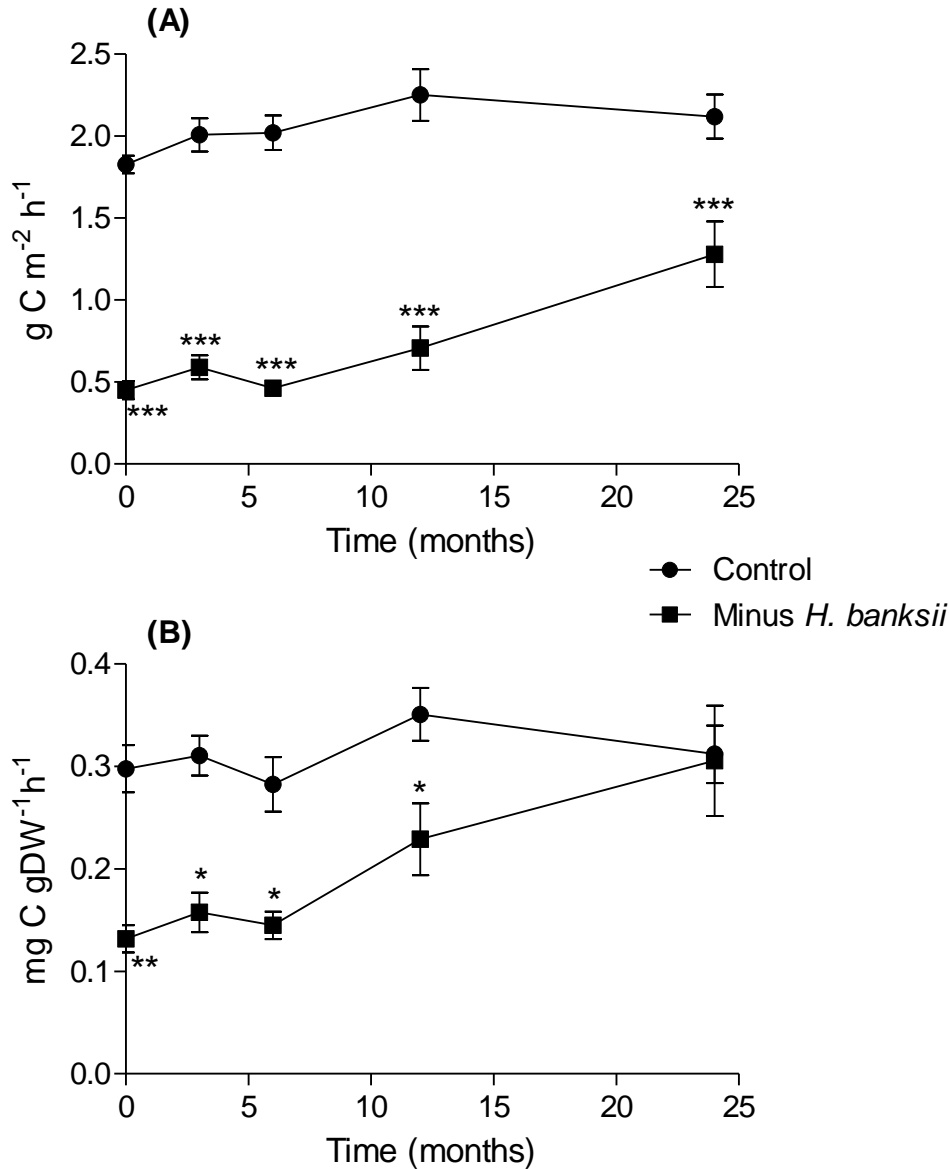 (A)
2.5
2.0
1.5
1.0
0.5
0.0
g C m⁻² h⁻¹
***
***
***
***
***
0 5 10 15 20 25
Time (months)
Control
Minus H. banksii
(B)
0.4
0.3
0.2
0.1
0.0
mg C gDW⁻¹h⁻¹
**
*
*
*
0 5 10 15 20 25
Time (months)